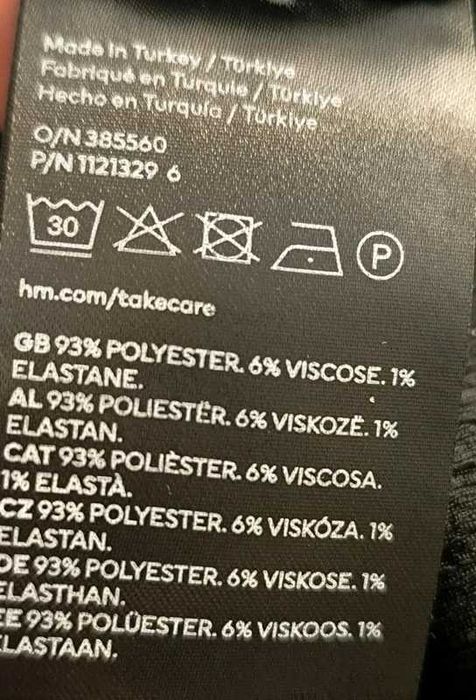 Made in Turkey / Türkiye
Fabriqué en Turquie / Türkiye
Hecho en Turquía / Türkiye
O/N 385560
P/N 1121329 6
30 P
hm.com/takecare
GB 93% POLYESTER. 6% VISCOSE. 1%
ELASTANE.
AL 93% POLIESTËR. 6% VISKOZË. 1%
ELASTAN.
CAT 93% POLIÈSTER. 6% VISCOSA.
1% ELASTÀ.
CZ 93% POLYESTER. 6% VISKÓZA. 1%
ELASTAN.
DE 93% POLYESTER. 6% VISKOSE. 1%
ELASTHAN.
EE 93% POLÜESTER. 6% VISKOOS. 1%
ELASTAAN.